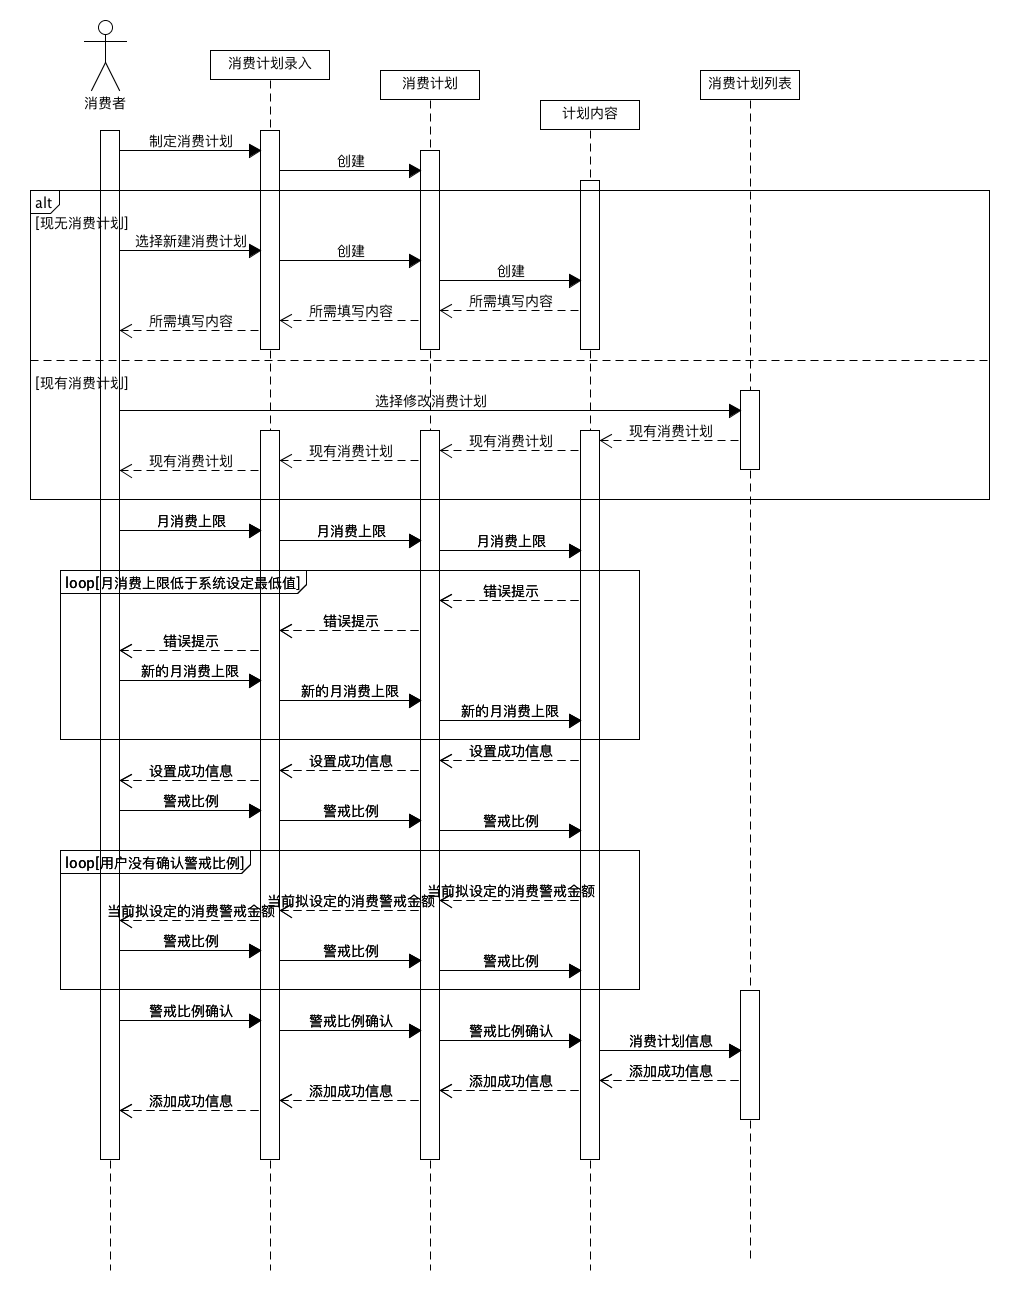 消费计划录入
消费计划
消费计划列表
消费者
计划内容
制定消费计划
创建
alt
[现无消费计划]
选择新建消费计划
创建
创建
所需填写内容
所需填写内容
所需填写内容
[现有消费计划]
选择修改消费计划
现有消费计划
现有消费计划
现有消费计划
现有消费计划
月消费上限
月消费上限
月消费上限
loop[月消费上限低于系统设定最低值]
错误提示
错误提示
错误提示
新的月消费上限
新的月消费上限
新的月消费上限
设置成功信息
设置成功信息
设置成功信息
警戒比例
警戒比例
警戒比例
loop[用户没有确认警戒比例]
当前拟设定的消费警戒金额
当前拟设定的消费警戒金额
当前拟设定的消费警戒金额
警戒比例
警戒比例
警戒比例
警戒比例确认
警戒比例确认
警戒比例确认
消费计划信息
添加成功信息
添加成功信息
添加成功信息
添加成功信息